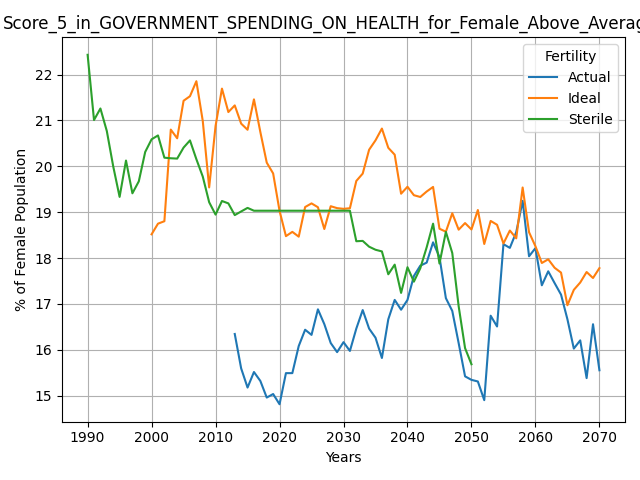 Score_5_in_GOVERNMENT_SPENDING_ON_HEALTH_for_Female_Above_Averag
Fertility
Actual
Ideal
Sterile
% of Female Population
22
21
20
19
18
17
16
15
1990
2000
2010
2020
2030
2040
2050
2060
2070
Years